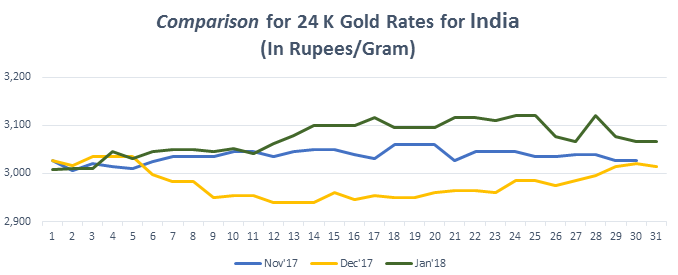 Comparison for 24 K Gold Rates for India
(In Rupees/Gram)
3,200
3,100
3,000
2,900
1 2 3 4 5 6 7 8 9 10 11 12 13 14 15 16 17 18 19 20 21 22 23 24 25 26 27 28 29 30 31
Nov'17 Dec'17 Jan'18